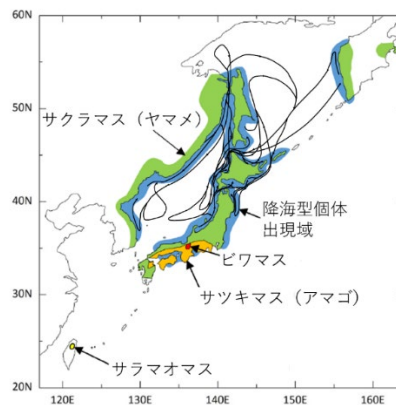 60N
サクラマス（ヤマメ）
50N
40N
降海型個体
出現域
ビワマス
サツキマス（アマゴ）
30N
サラマオマス
20N
120E 130E 140E 150E 160E